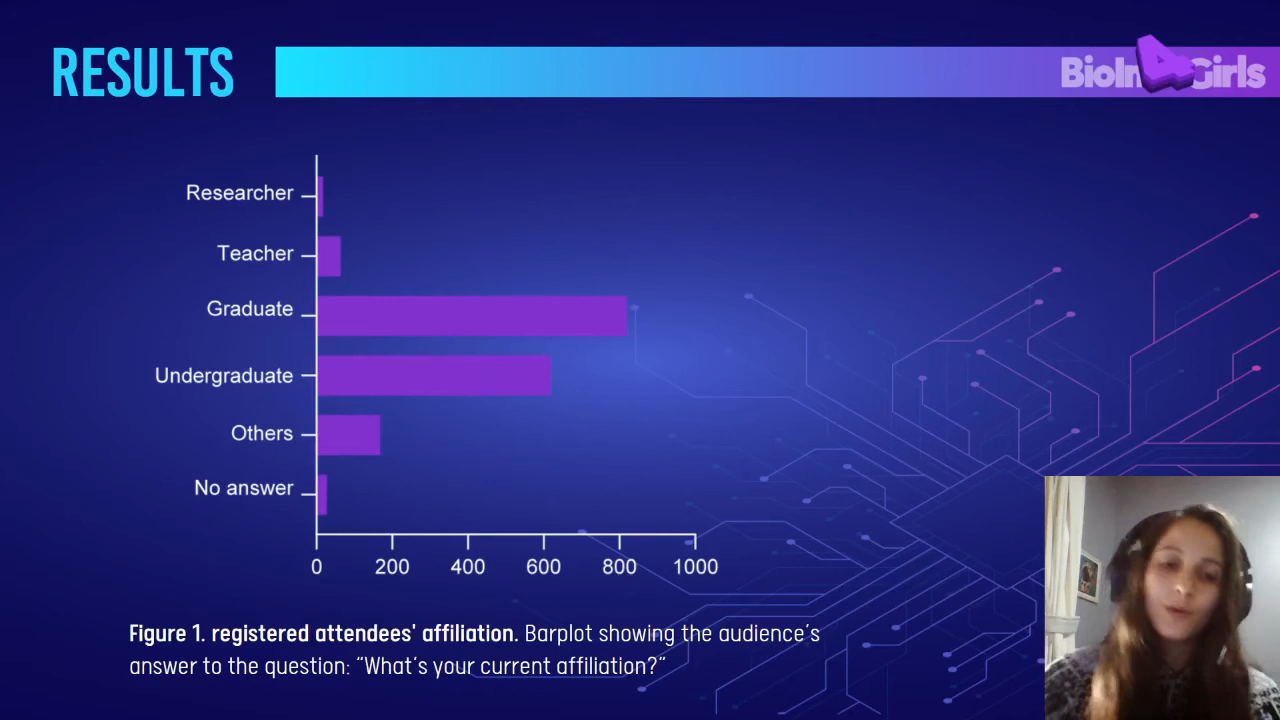 RESULTS
BioIn4Girls
Researcher
Teacher
Graduate
Undergraduate
Others
No answer
0 200 400 600 800 1000
Figure 1. registered attendees' affiliation. Barplot showing the audience's
answer to the question: "What's your current affiliation?"